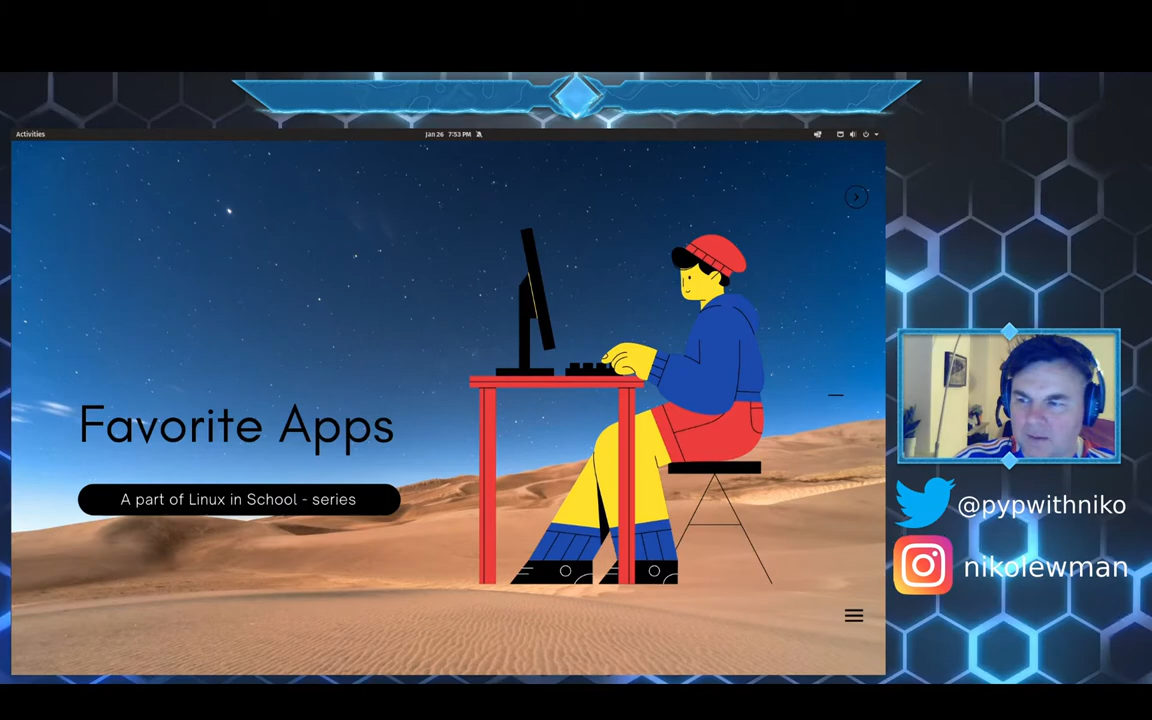 Activities
Jan 26 7:53 PM
Favorite Apps
A part of Linux in School - series
@pypwithniko
nikolewman